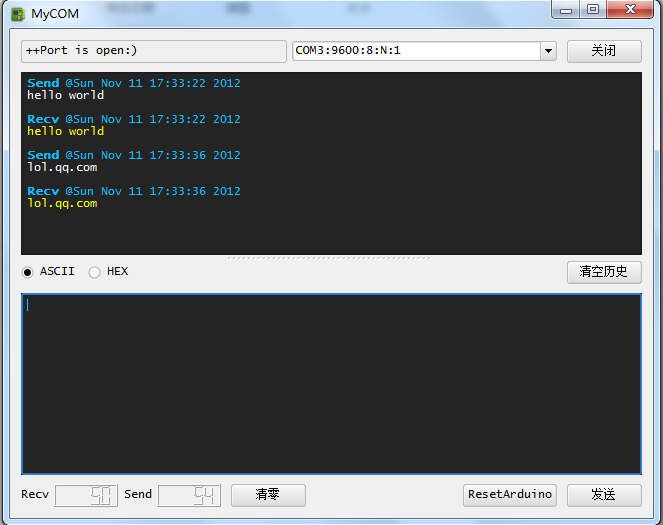 MyCOM
++Port is open:)
COM3:9600:8:N:1
关闭
Send @Sun Nov 11 17:33:22 2012
hello world
Recv @Sun Nov 11 17:33:22 2012
hello world
Send @Sun Nov 11 17:33:36 2012
lol.qq.com
Recv @Sun Nov 11 17:33:36 2012
lol.qq.com
ASCII
HEX
清空历史
Recv
Send
54
清零
ResetArduino
发送